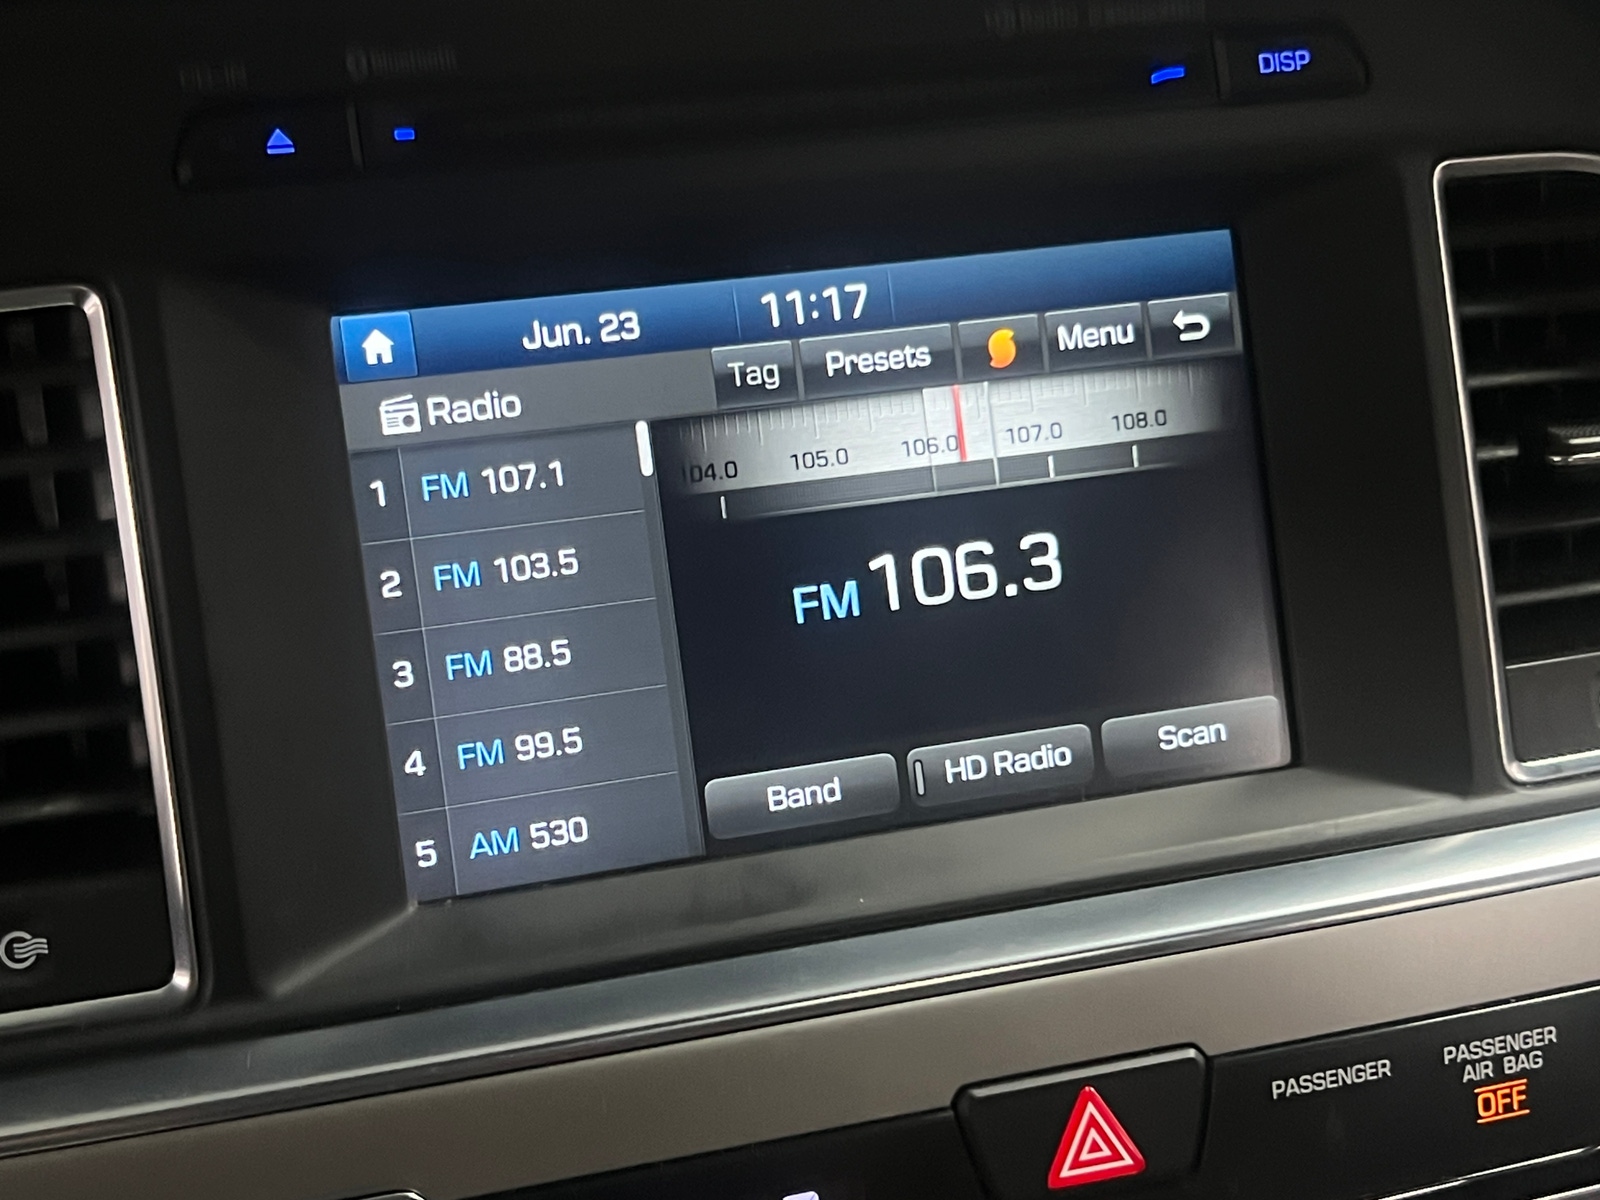 DISP
Jun. 23
11:17
Radio
Tag
Presets
Menu
1 FM 107.1
2 FM 103.5
3 FM 88.5
4 FM 99.5
5 AM 530
104.0 105.0 106.0 107.0 108.0
FM 106.3
Band
HD Radio
Scan
PASSENGER
PASSENGER
AIR BAG
OFF